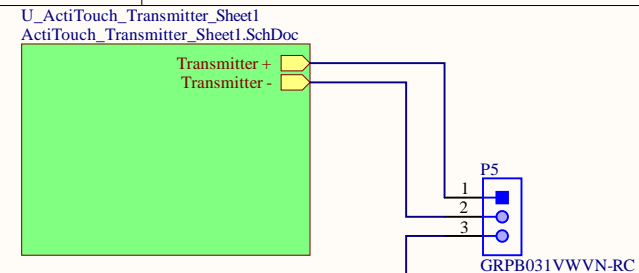 U_ActiTouch_Transmitter_Sheet1
ActiTouch_Transmitter_Sheet1.SchDoc
Transmitter +
Transmitter -
P5
1
2
3
GRPB031VWVN-RC